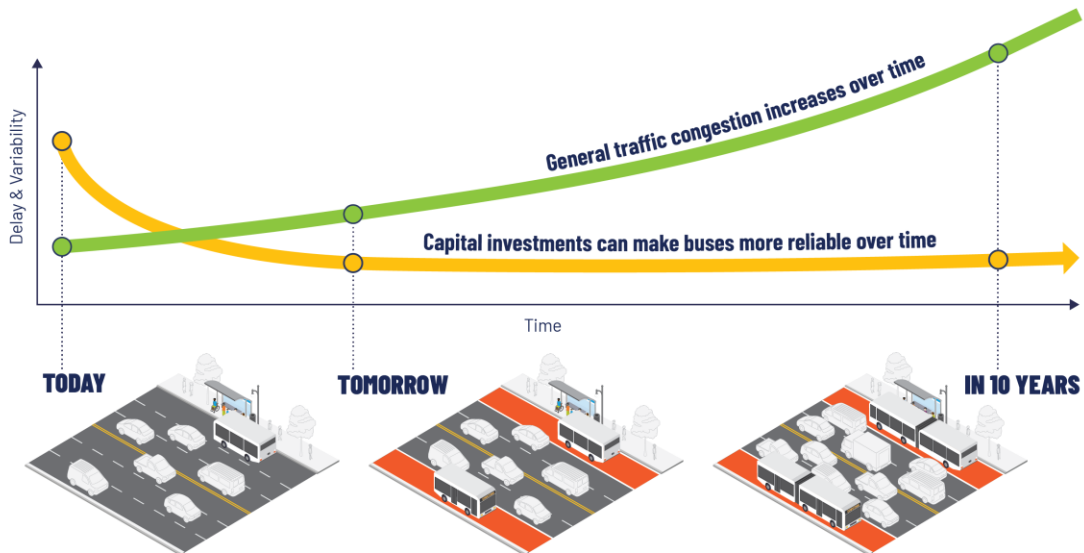 General traffic congestion increases over time
Delay & Variability
Capital investments can make buses more reliable over time
Time
TODAY
TOMORROW
IN 10 YEARS